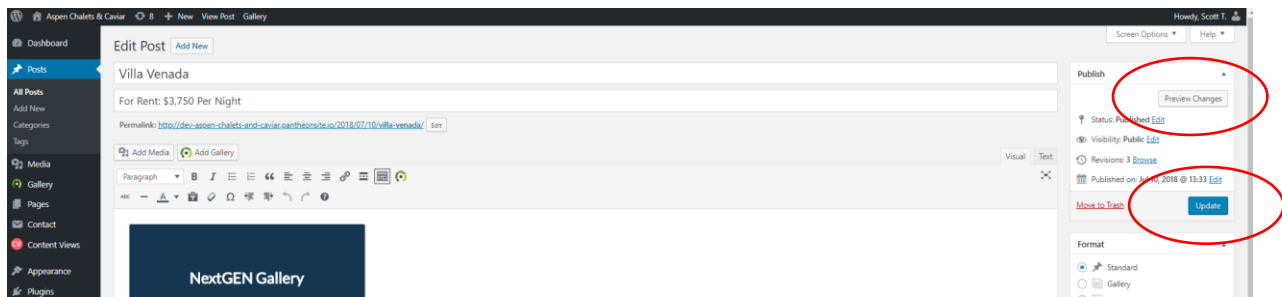 Aspen Chalets & Caviar 8 + New View Post Gallery Howdy, Scott T.
Screen Options ▼ Help ▼
Dashboard
Posts
All Posts
Add New
Categories
Tags
Media
Gallery
Pages
Contact
Content Views
Appearance
Plugins
Edit Post Add New
Villa Venada
For Rent: $3,750 Per Night
Permalink: http://dev-aspen-chalets-and-caviar.pantheonsite.io/2018/07/10/villa-venada/ Edit
Add Media Add Gallery Visual Text
Paragraph B I
ABC A Ω
NextGEN Gallery
Publish
Preview Changes
Status: Published Edit
Visibility: Public Edit
Revisions: 3 Browse
Published on: Jul 10, 2018 @ 13:33 Edit
Move to Trash Update
Format
Standard
Gallery